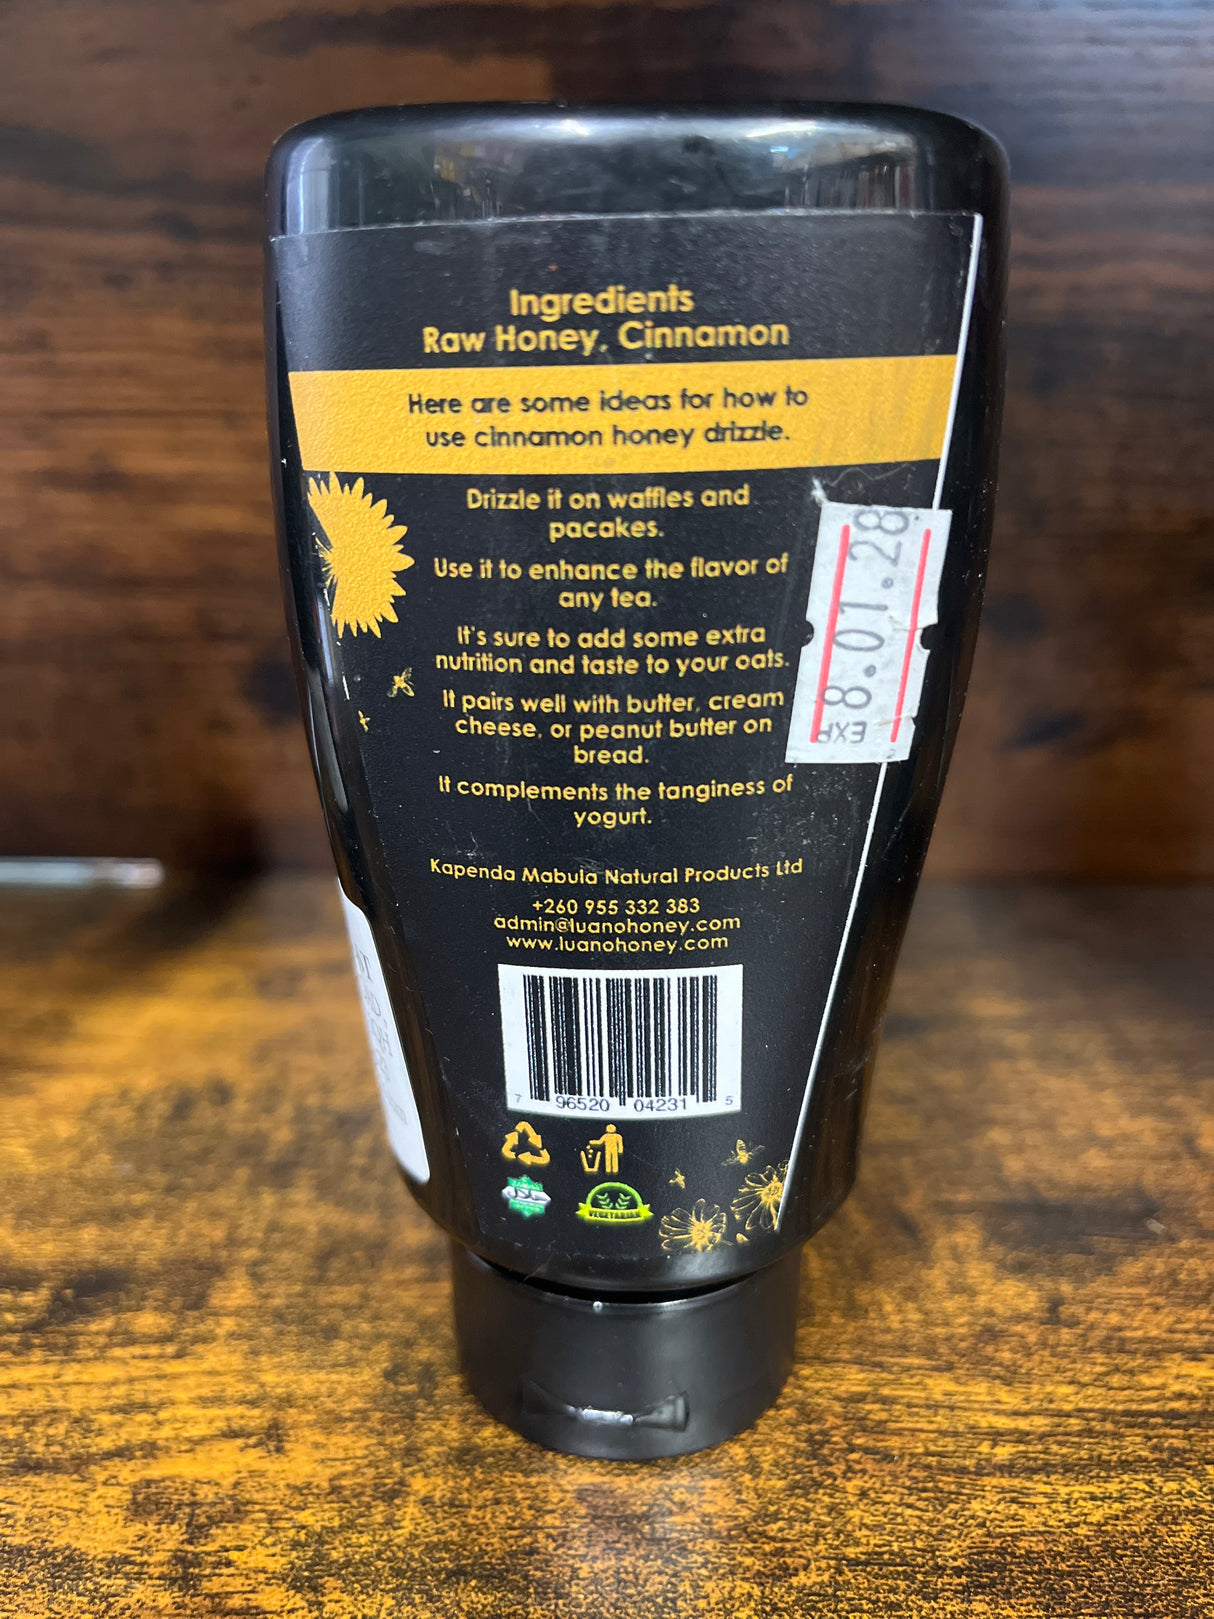 Ingredients
Raw Honey, Cinnamon
Here are some ideas for how to
use cinnamon honey drizzle.
Drizzle it on waffles and
pacakes.
Use it to enhance the flavor of
any tea.
It's sure to add some extra
nutrition and taste to your oats.
It pairs well with butter, cream
cheese, or peanut butter on
bread.
It complements the tanginess of
yogurt.
EXP 8.01.28
Kapenda Mabula Natural Products Ltd
+260 955 332 383
admin@luanohoney.com
www.luanohoney.com
7 96520 04231 5
VEGETARIAN